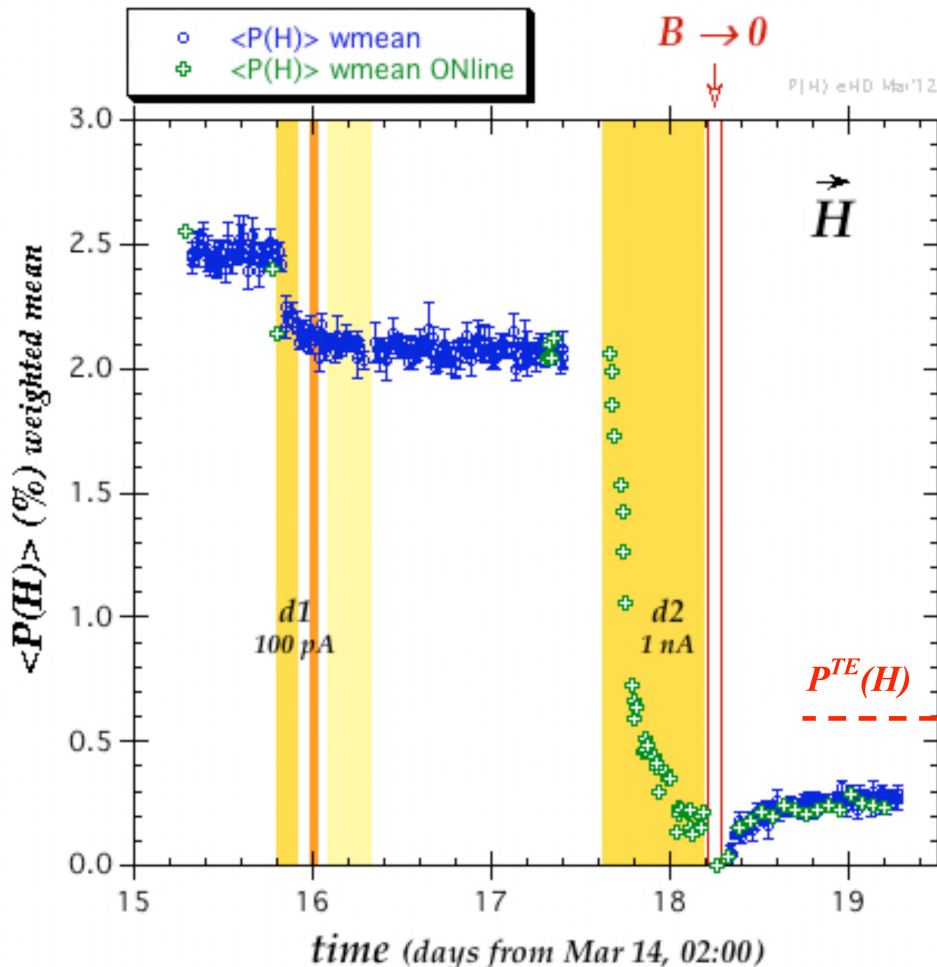 <P(H)> wmean
<P(H)> wmean ONline
B → 0
P(H) eHD Mar'12
3.0
2.5
2.0
1.5
1.0
0.5
0.0
<P(H)> (%) weighted mean
H
d1
100 pA
d2
1 nA
P^TE(H)
15
16
17
18
19
time (days from Mar 14, 02:00)